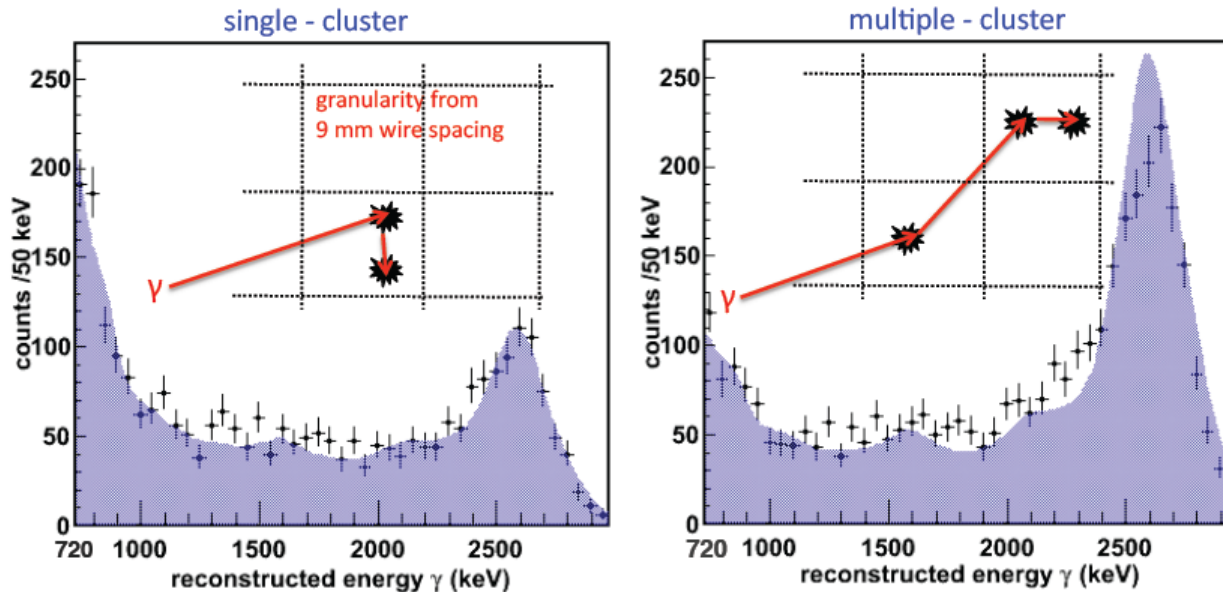 single - cluster
counts /50 keV
250
200
150
100
50
0
granularity from
9 mm wire spacing
γ
720 1000 1500 2000 2500
reconstructed energy γ (keV)
multiple - cluster
counts /50 keV
250
200
150
100
50
0
γ
720 1000 1500 2000 2500
reconstructed energy γ (keV)